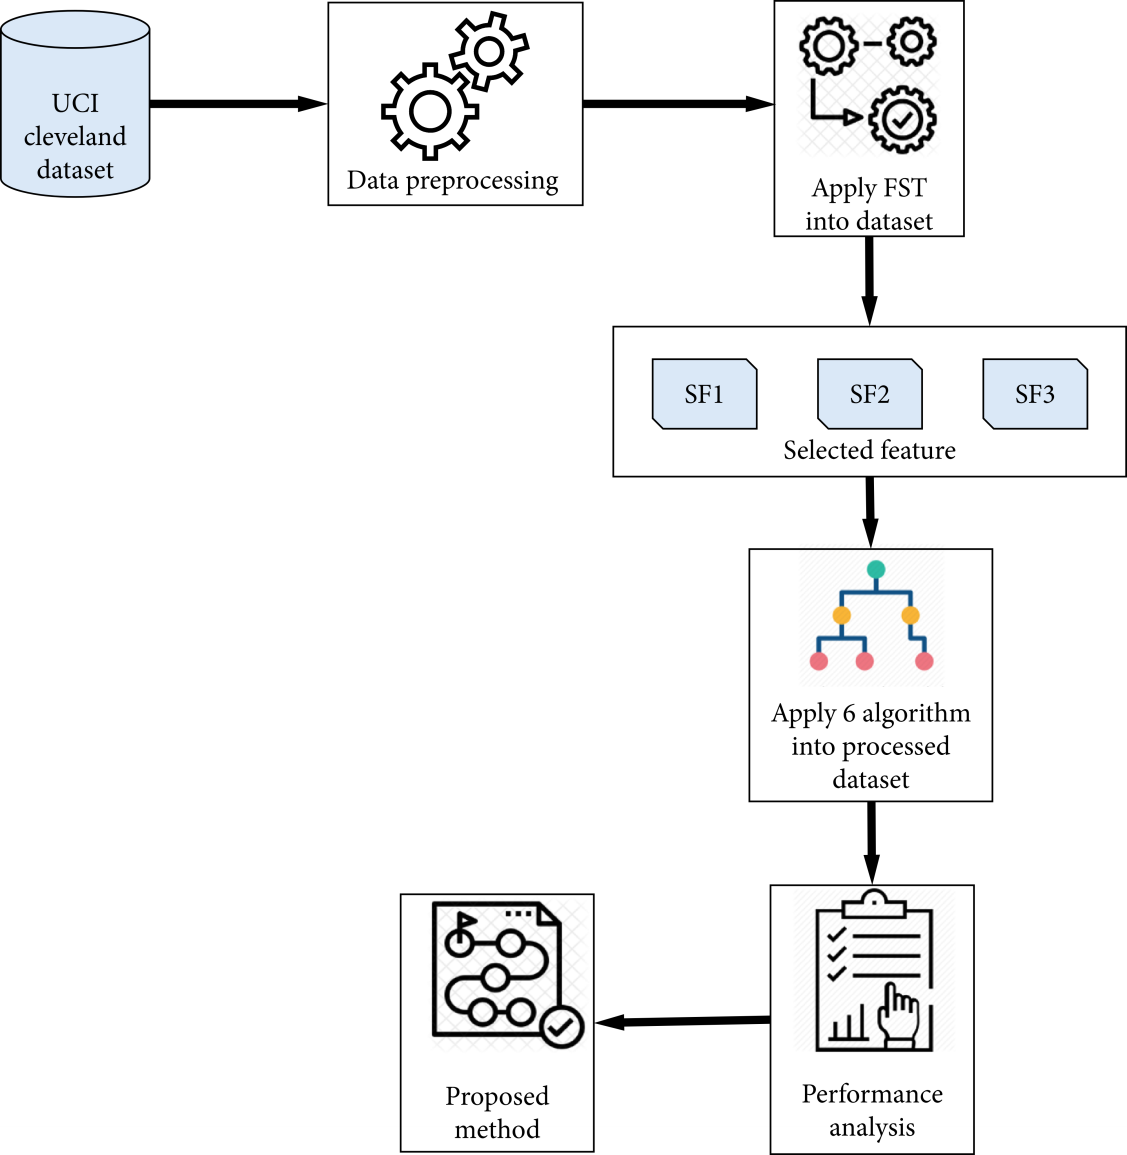 UCI
cleveland
dataset
Data preprocessing
Apply FST
into dataset
SF1
SF2
SF3
Selected feature
Apply 6 algorithm
into processed
dataset
Performance
analysis
Proposed
method